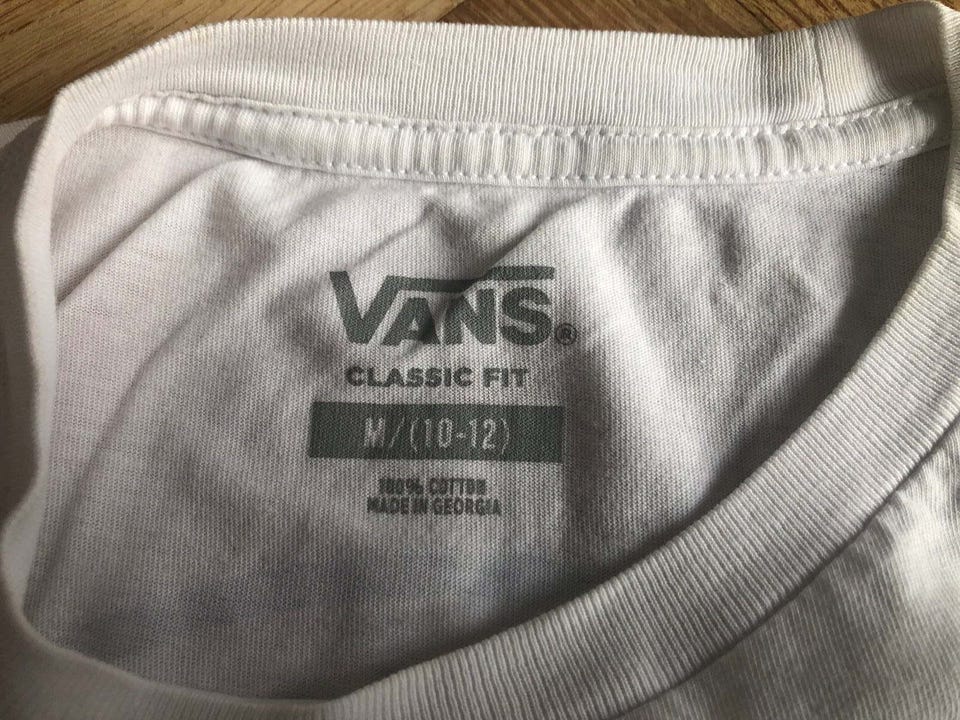 VANS®
CLASSIC FIT
M/(10-12)
100% COTTON
MADE IN GEORGIA